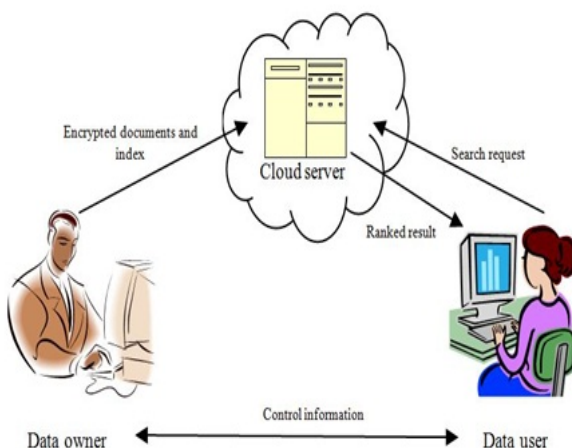 Encrypted documents and
index
Cloud server
Search request
Ranked result
Control information
Data owner
Data user